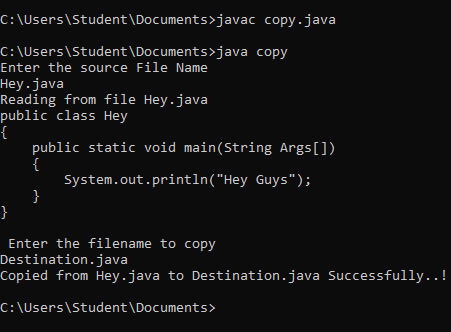 C:\Users\Student\Documents>javac copy.java
C:\Users\Student\Documents>java copy
Enter the source File Name
Hey.java
Reading from file Hey.java
public class Hey
{
    public static void main(String Args[])
    {
        System.out.println("Hey Guys");
    }
}
 Enter the filename to copy
Destination.java
Copied from Hey.java to Destination.java Successfully..!
C:\Users\Student\Documents>